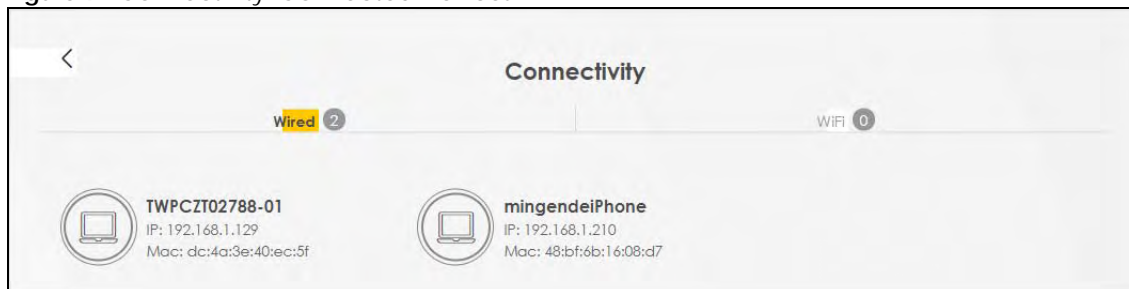 Connectivity
Wired 2
WiFi 0
TWPCZT02788-01
IP: 192.168.1.129
Mac: dc:4a:3e:40:ec:5f
mingendeiPhone
IP: 192.168.1.210
Mac: 48:bf:6b:16:08:d7